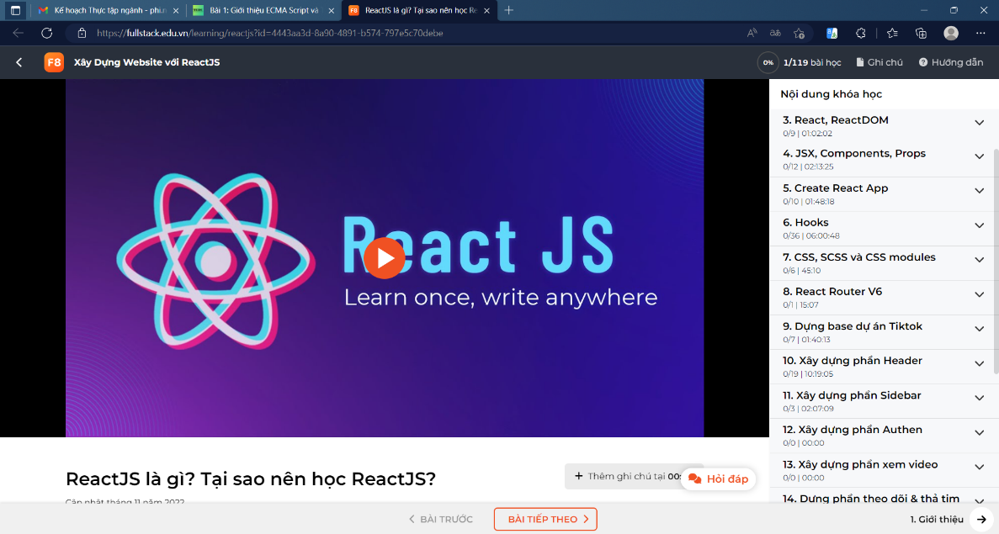 Kế hoạch Thực tập ngành - phi.n
Bài 1: Giới thiệu ECMA Script và
ReactJS là gì? Tại sao nên học Re
https://fullstack.edu.vn/learning/reactjs?id=4443aa3d-8a90-4891-b574-797e5c70debe
F8 Xây Dựng Website với ReactJS
0% 1/119 bài học
Ghi chú
Hướng dẫn
React JS
Learn once, write anywhere
Nội dung khóa học
3. React, ReactDOM
0/9 | 01:02:02
4. JSX, Components, Props
0/12 | 02:13:25
5. Create React App
0/10 | 01:48:18
6. Hooks
0/36 | 06:00:48
7. CSS, SCSS và CSS modules
0/6 | 45:10
8. React Router V6
0/1 | 15:07
9. Dựng base dự án Tiktok
0/7 | 01:40:13
10. Xây dựng phần Header
0/19 | 10:19:05
11. Xây dựng phần Sidebar
0/3 | 02:07:09
12. Xây dựng phần Authen
0/0 | 00:00
13. Xây dựng phần xem video
0/0 | 00:00
14. Dựng phần theo dõi & thả tim
ReactJS là gì? Tại sao nên học ReactJS?
Thêm ghi chú tại 00:
Hỏi đáp
Cập nhật tháng 11 năm 2022
BÀI TRƯỚC
BÀI TIẾP THEO
1. Giới thiệu